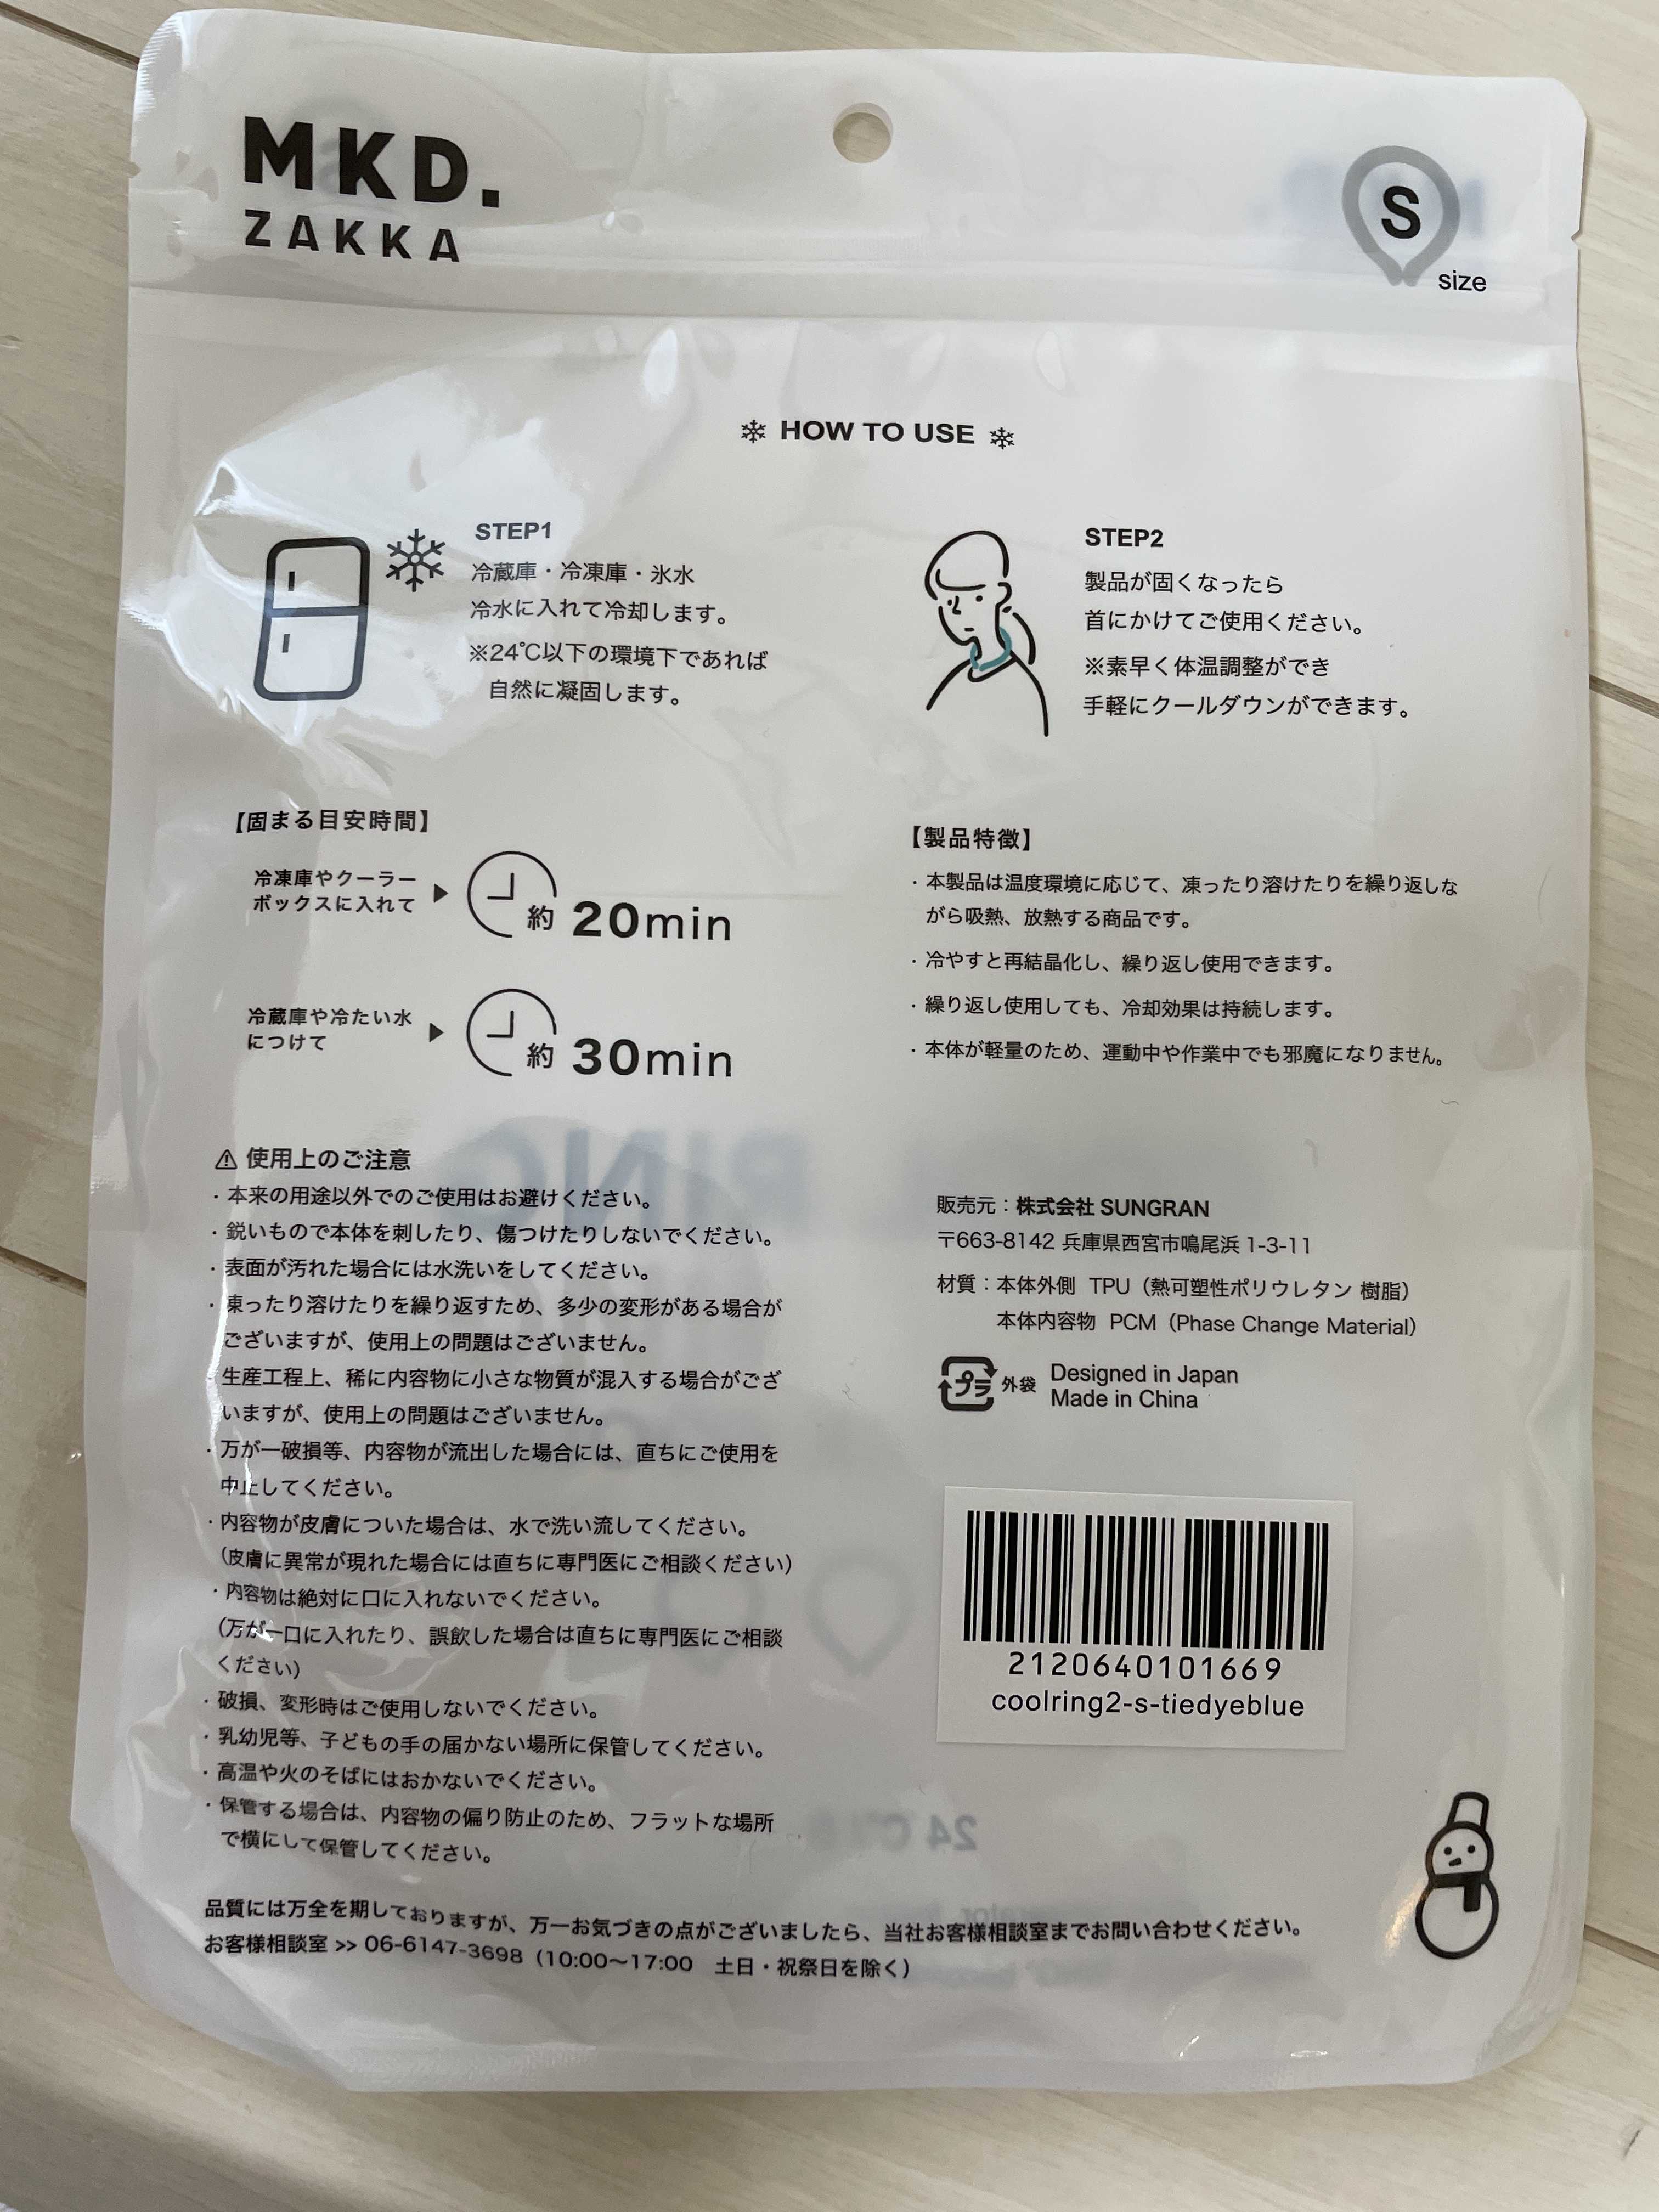 MKD.
ZAKKA
S
size
HOW TO USE
STEP1
冷蔵庫・冷凍庫・氷水
冷水に入れて冷却します。
※24℃以下の環境下であれば
自然に凝固します。
STEP2
製品が固くなったら
首にかけてご使用ください。
※素早く体温調整ができ
手軽にクールダウンができます。
【固まる目安時間】
冷凍庫やクーラー
ボックスに入れて
約 20min
冷蔵庫や冷たい水
につけて
約 30min
【製品特徴】
・本製品は温度環境に応じて、凍ったり溶けたりを繰り返しな
がら吸熱、放熱する商品です。
・冷やすと再結晶化し、繰り返し使用できます。
・繰り返し使用しても、冷却効果は持続します。
・本体が軽量のため、運動中や作業中でも邪魔になりません。
⚠ 使用上のご注意
・本来の用途以外でのご使用はお避けください。
・鋭いもので本体を刺したり、傷つけたりしないでください。
・表面が汚れた場合には水洗いをしてください。
・凍ったり溶けたりを繰り返すため、多少の変形がある場合が
ございますが、使用上の問題はございません。
・生産工程上、稀に内容物に小さな物質が混入する場合がござ
いますが、使用上の問題はございません。
・万が一破損等、内容物が流出した場合には、直ちにご使用を
中止してください。
・内容物が皮膚についた場合は、水で洗い流してください。
（皮膚に異常が現れた場合には直ちに専門医にご相談ください）
・内容物は絶対に口に入れないでください。
（万が一口に入れたり、誤飲した場合は直ちに専門医にご相談
ください）
・破損、変形時はご使用しないでください。
・乳幼児等、子どもの手の届かない場所に保管してください。
・高温や火のそばにはおかないでください。
・保管する場合は、内容物の偏り防止のため、フラットな場所
で横にして保管してください。
販売元：株式会社 SUNGRAN
〒663-8142 兵庫県西宮市鳴尾浜 1-3-11
材質：本体外側 TPU（熱可塑性ポリウレタン 樹脂）
本体内容物 PCM（Phase Change Material）
プラ 外袋
Designed in Japan
Made in China
2120640101669
coolring2-s-tiedyeblue
品質には万全を期しておりますが、万一お気づきの点がございましたら、当社お客様相談室までお問い合わせください。
お客様相談室 >> 06-6147-3698（10:00～17:00 土日・祝祭日を除く）